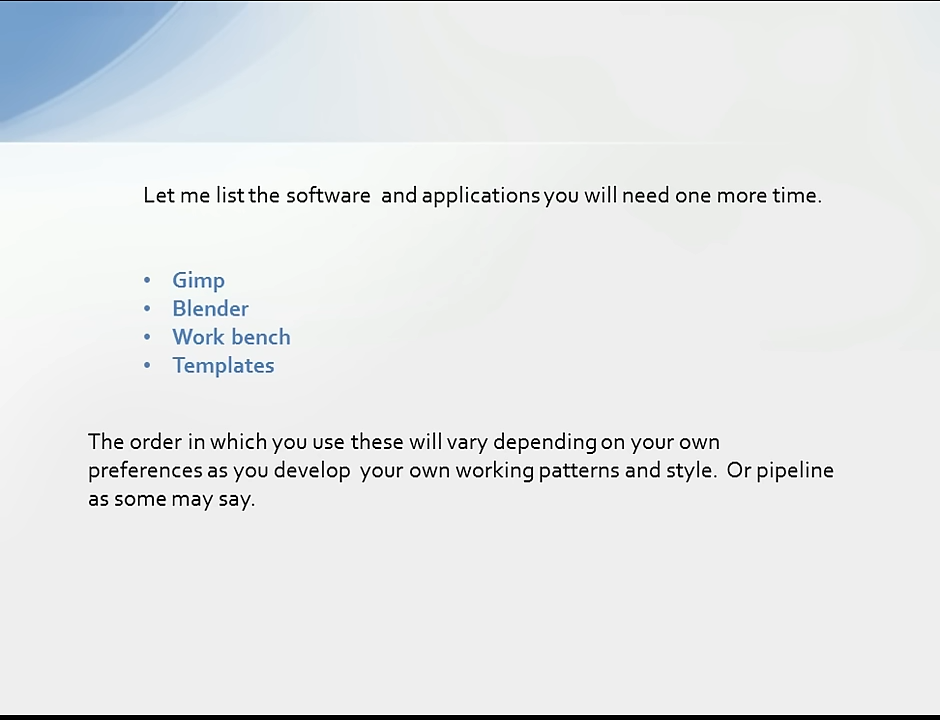 Let me list the software  and applications you will need one more time.
• Gimp
• Blender
• Work bench
• Templates
The order in which you use these will vary depending on your own
preferences as you develop  your own working patterns and style.  Or pipeline
as some may say.